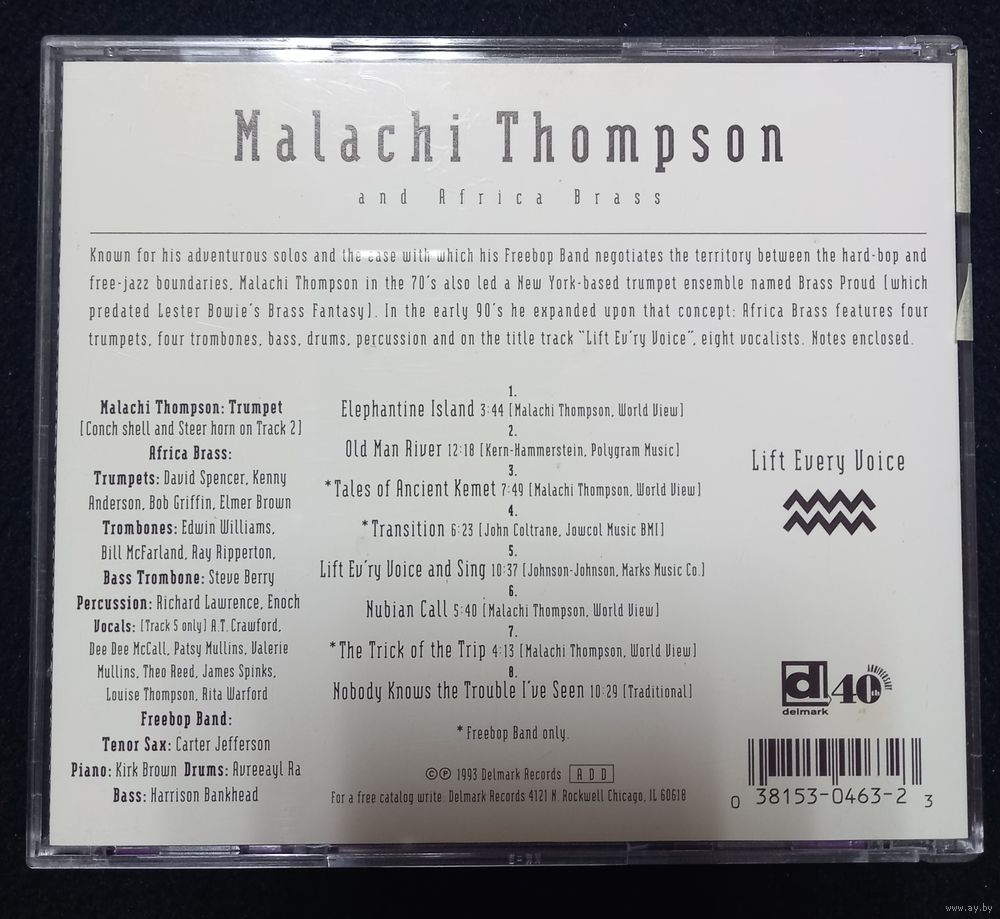 Malachi Thompson
and Africa Brass
Known for his adventurous solos and the ease with which his Freebop Band negotiates the territory between the hard-bop and
free-jazz boundaries, Malachi Thompson in the 70's also led a New York-based trumpet ensemble named Brass Proud [which
predated Lester Bowie's Brass Fantasy]. In the early 90's he expanded upon that concept: Africa Brass features four
trumpets, four trombones, bass, drums, percussion and on the title track "Lift Ev'ry Voice", eight vocalists. Notes enclosed.
Malachi Thompson: Trumpet
[Conch shell and Steer horn on Track 2]
Africa Brass:
Trumpets: David Spencer, Kenny
Anderson, Bob Griffin, Elmer Brown
Trombones: Edwin Williams,
Bill McFarland, Ray Ripperton,
Bass Trombone: Steve Berry
Percussion: Richard Lawrence, Enoch
Vocals: [Track 5 only] A.T. Crawford,
Dee Dee McCall, Patsy Mullins, Valerie
Mullins, Theo Reed, James Spinks,
Louise Thompson, Rita Warford
Freebop Band:
Tenor Sax: Carter Jefferson
Piano: Kirk Brown Drums: Avreeayl Ra
Bass: Harrison Bankhead
1.
Elephantine Island 3:44 [Malachi Thompson, World View]
2.
Old Man River 12:18 [Kern-Hammerstein, Polygram Music]
3.
*Tales of Ancient Kemet 7:49 [Malachi Thompson, World View]
4.
*Transition 6:23 [John Coltrane, Jowcol Music BMI]
5.
Lift Ev'ry Voice and Sing 10:37 [Johnson-Johnson, Marks Music Co.]
6.
Nubian Call 5:40 [Malachi Thompson, World View]
7.
*The Trick of the Trip 4:13 [Malachi Thompson, World View]
8.
Nobody Knows the Trouble I've Seen 10:29 [Traditional]
*Freebop Band only.
©℗ 1993 Delmark Records ADD
For a free catalog write: Delmark Records 4121 N. Rockwell Chicago, IL 60618
Lift Every Voice
d 40th ANNIVERSARY
delmark
0 38153-0463-2 3
www.ay.by